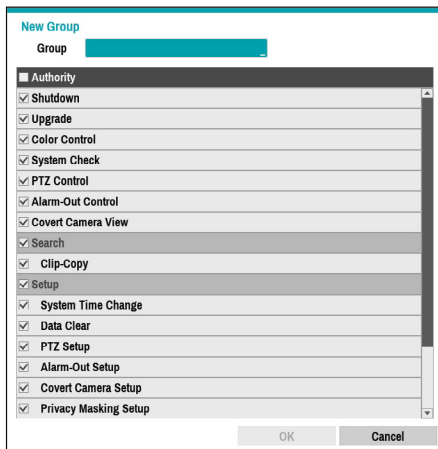 New Group
Group
Authority
Shutdown
Upgrade
Color Control
System Check
PTZ Control
Alarm-Out Control
Covert Camera View
Search
Clip-Copy
Setup
System Time Change
Data Clear
PTZ Setup
Alarm-Out Setup
Covert Camera Setup
Privacy Masking Setup
OK Cancel